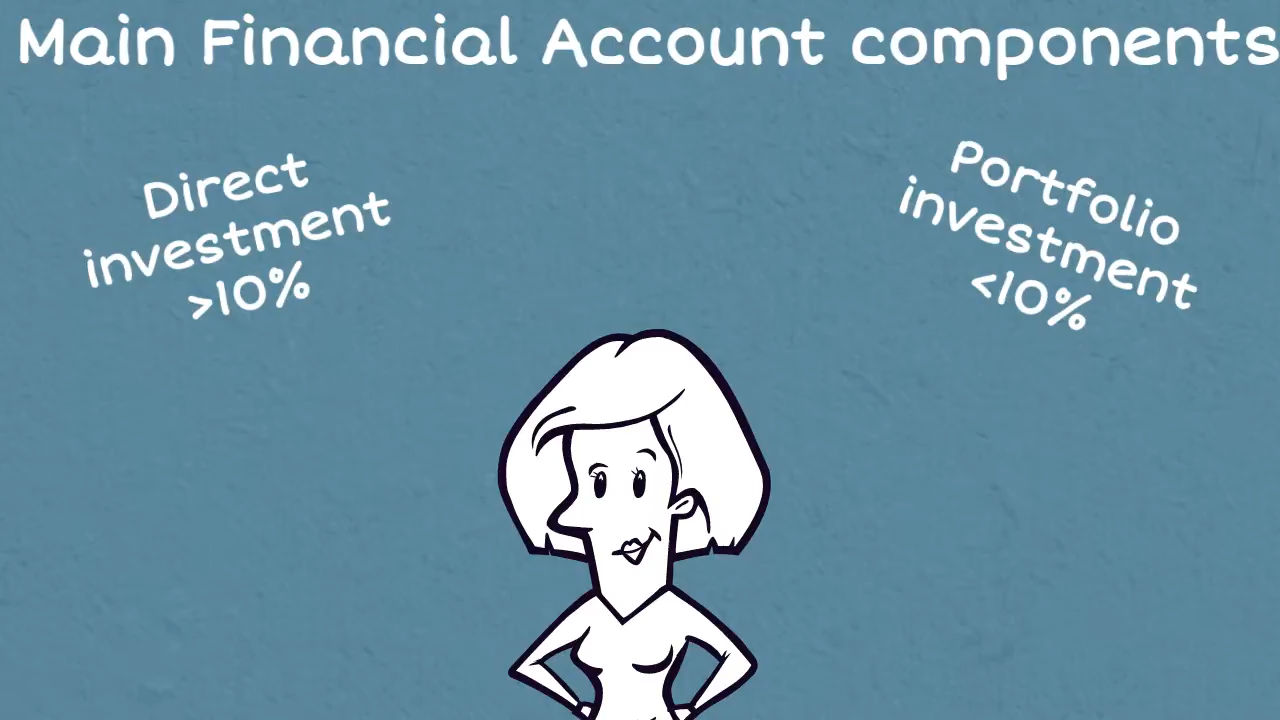 Main Financial Account components
Direct
investment
>10%
Portfolio
investment
<10%